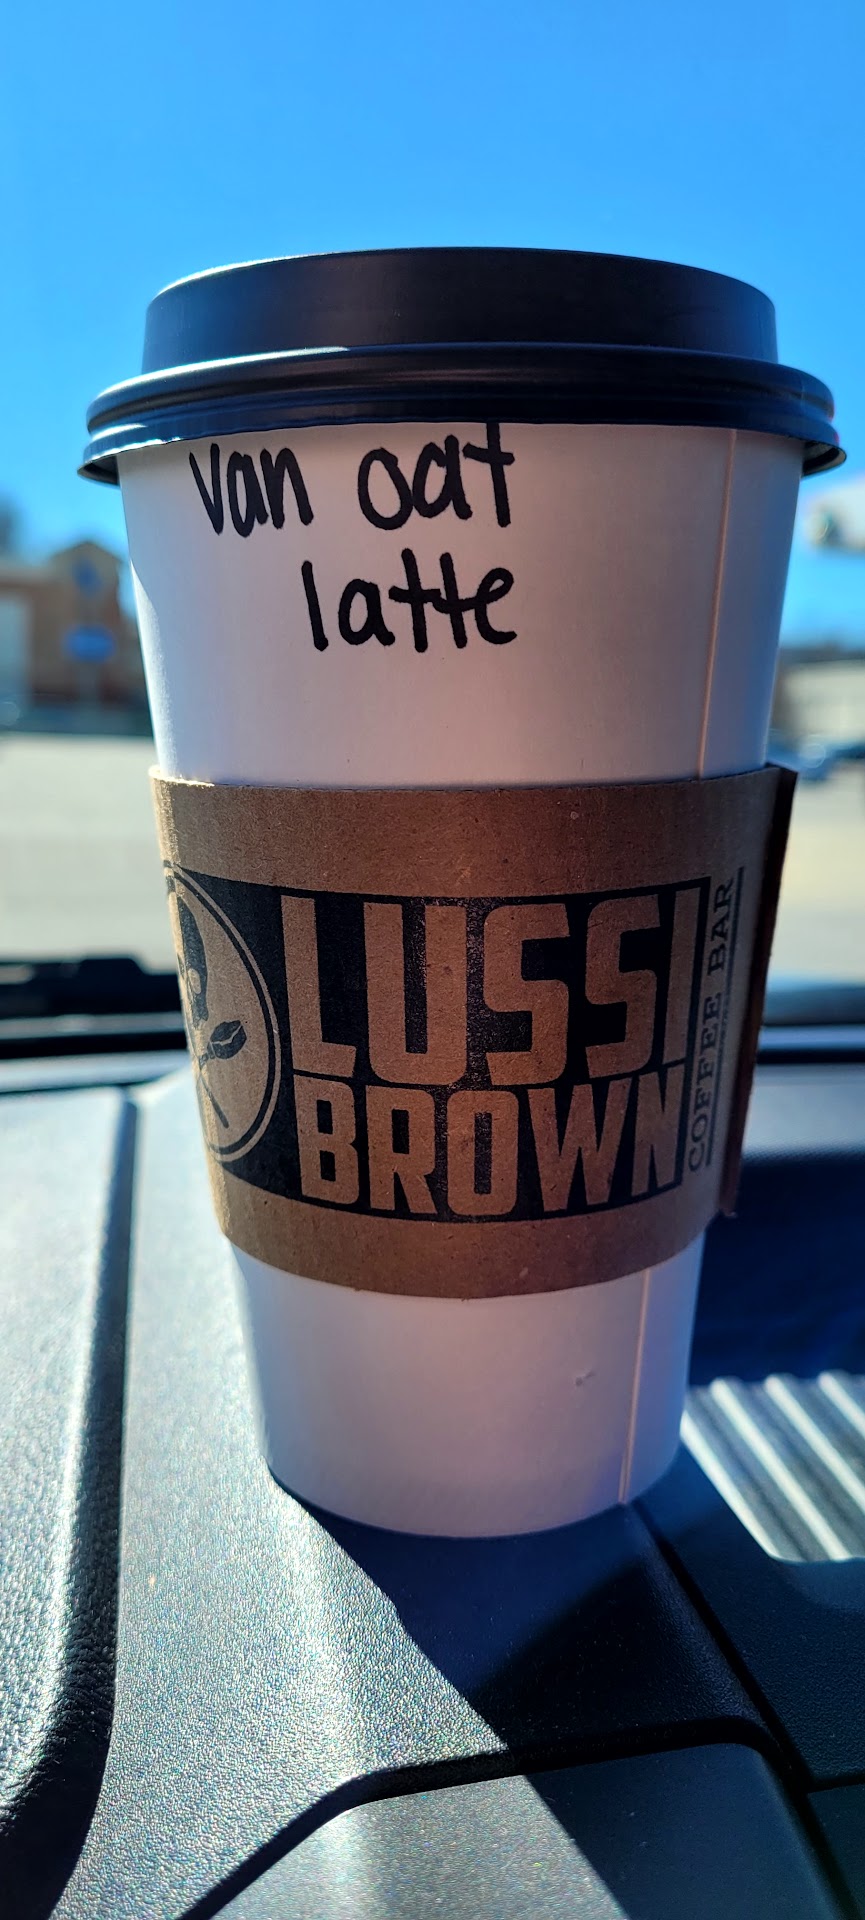 Van oat
latte
LUSSI
BROWN
COFFEE BAR